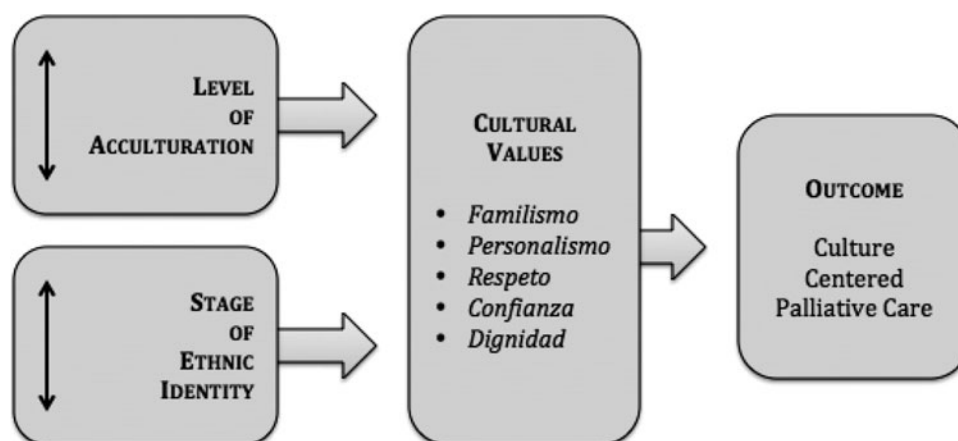 LEVEL
OF
ACCULTURATION
STAGE
OF
ETHNIC
IDENTITY
CULTURAL
VALUES
• Familismo
• Personalismo
• Respeto
• Confianza
• Dignidad
OUTCOME
Culture
Centered
Palliative Care